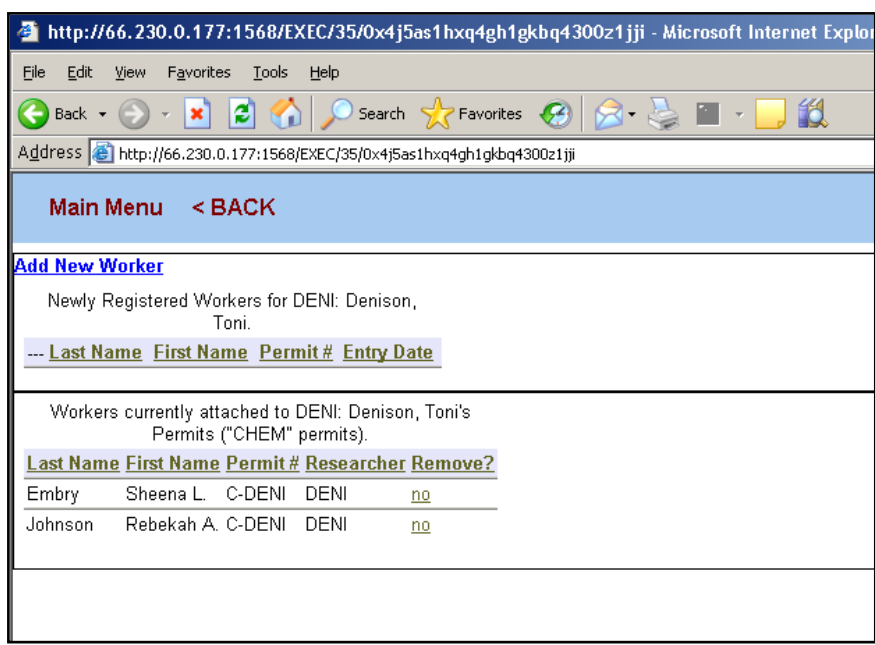 http://66.230.0.177:1568/EXEC/35/0x4j5as1hxq4gh1gkbq4300z1jji - Microsoft Internet Explor
File Edit View Favorites Tools Help
Back Search Favorites
Address http://66.230.0.177:1568/EXEC/35/0x4j5as1hxq4gh1gkbq4300z1jji
Main Menu < BACK
Add New Worker
Newly Registered Workers for DENI: Denison,
Toni.
--- Last Name First Name Permit # Entry Date
Workers currently attached to DENI: Denison, Toni's
Permits ("CHEM" permits).
Last Name First Name Permit # Researcher Remove?
Embry Sheena L. C-DENI DENI no
Johnson Rebekah A. C-DENI DENI no